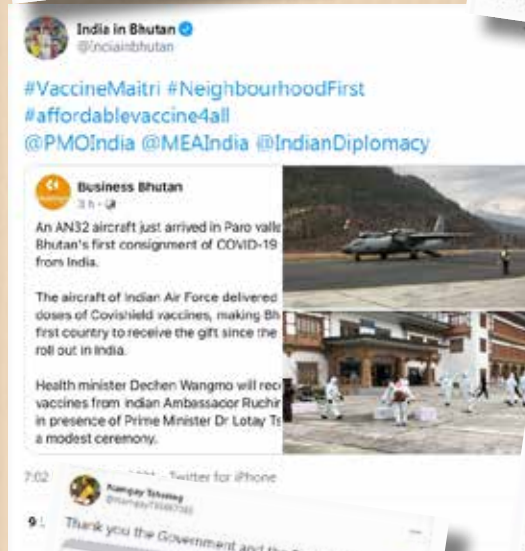 India in Bhutan
@indiainbhutan
#VaccineMaitri #NeighbourhoodFirst
#affordablevaccine4all
@PMOIndia @MEAIndia @IndianDiplomacy
Business Bhutan
3 h
An AN32 aircraft just arrived in Paro valle
Bhutan's first consignment of COVID-19
from India.
The aircraft of Indian Air Force delivered
doses of Covishield vaccines, making Bh
first country to receive the gift since the
roll out in India.
Health minister Dechen Wangmo will rec
vaccines from Indian Ambassador Ruchir
in presence of Prime Minister Dr Lotay Ts
a modest ceremony.
7:02
Twitter for iPhone
Thank you the Government and the